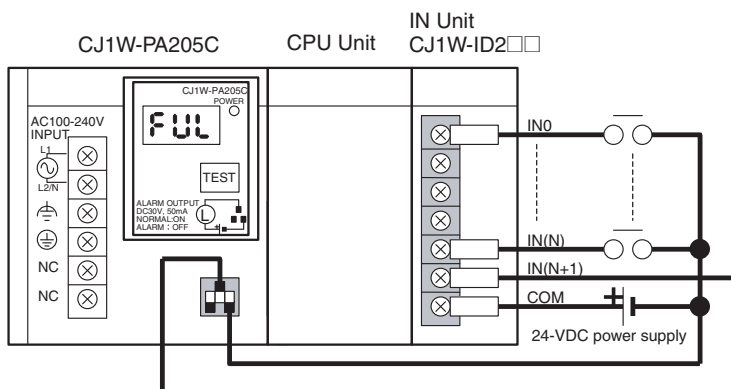 IN Unit
CJ1W-PA205C
CPU Unit
CJ1W-ID2□□
CJ1W-PA205C
POWER
AC100-240V
INPUT
L1
L2/N
NC
NC
FUL
TEST
ALARM OUTPUT
DC30V, 50mA
NORMAL:ON
ALARM : OFF
L
+
IN0
IN(N)
IN(N+1)
COM
+
24-VDC power supply